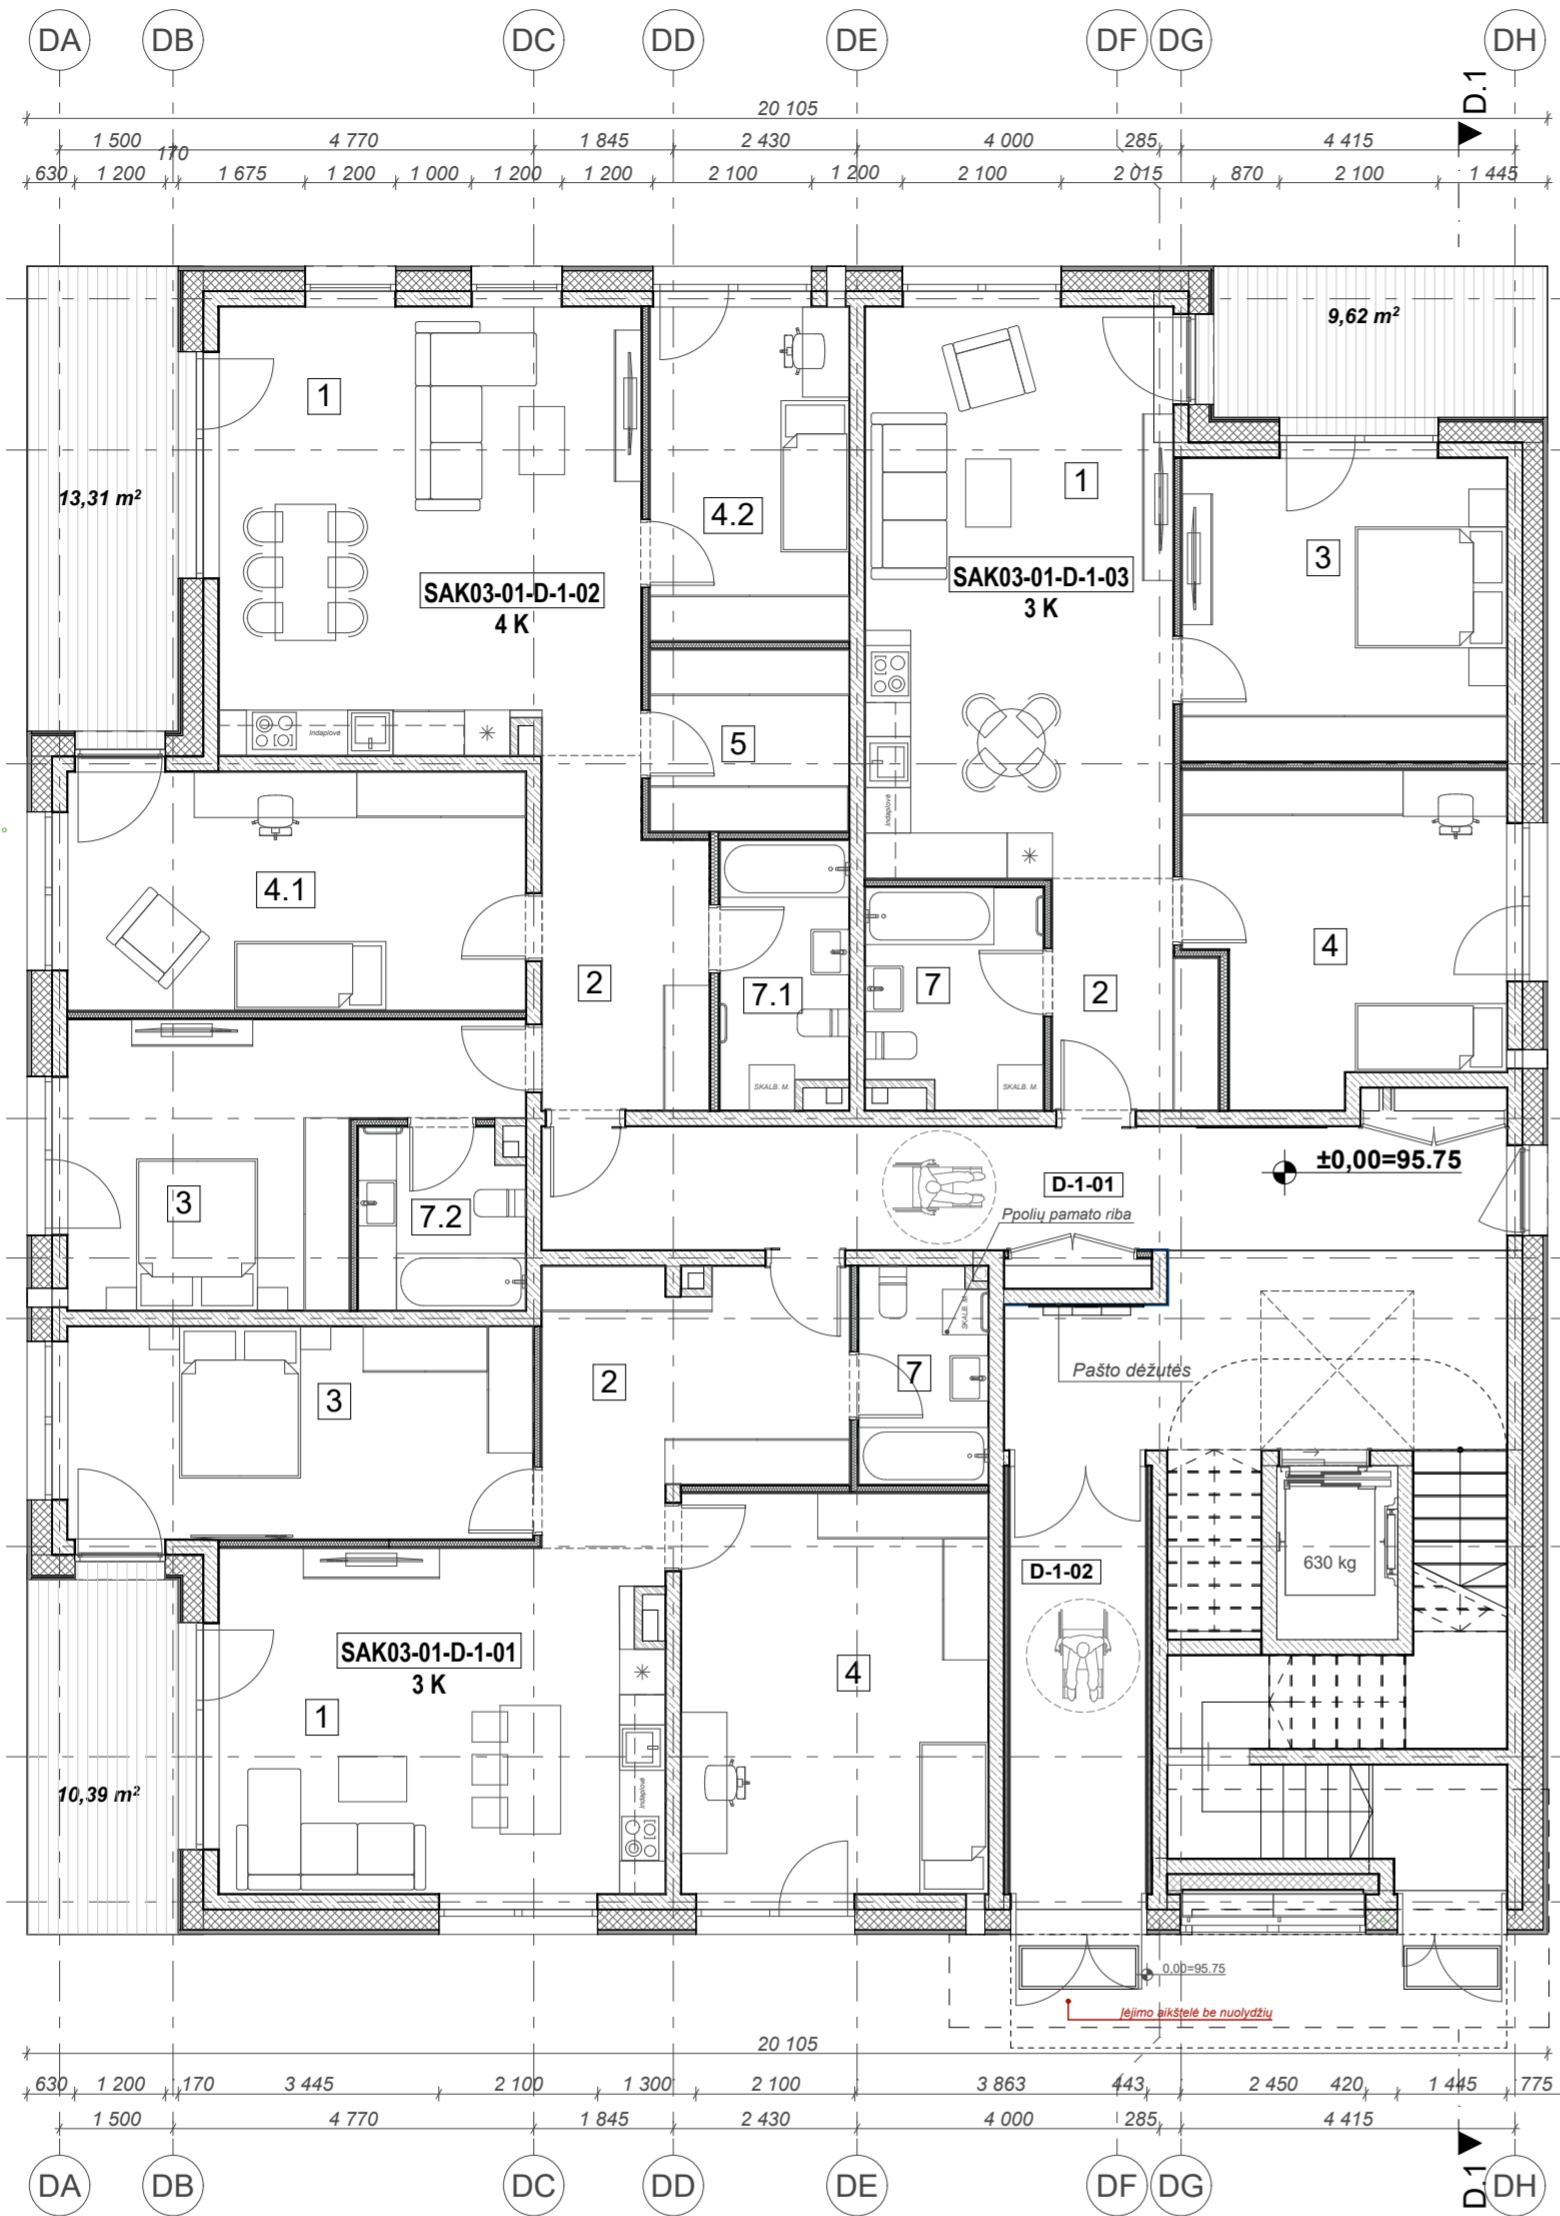 DA DB DC DD DE DF DG DH
D.1
20 105
1 500 4 770 1 845 2 430 4 000 285 4 415
170
630 1 200 1 675 1 200 1 000 1 200 1 200 2 100 1 200 2 100 2 015 870 2 100 1 445
9,62 m²
1
13,31 m²
1
4.2
3
SAK03-01-D-1-02
4 K
SAK03-01-D-1-03
3 K
Indaplovė
5
Indaplovė
4.1
4
2
7.1
7
2
SKALB. M.
SKALB. M.
±0,00=95.75
D-1-01
Ppolių pamato riba
3
7.2
SKALB. M.
Pašto dėžutės
2
7
3
630 kg
D-1-02
SAK03-01-D-1-01
3 K
4
1
Indaplovė
10,39 m²
0,00=95.75
Įėjimo aikštelė be nuolydžių
20 105
630 1 200 170 3 445 2 100 1 300 2 100 3 863 443 2 450 420 1 445 775
1 500 4 770 1 845 2 430 4 000 285 4 415
D.1
DA DB DC DD DE DF DG DH